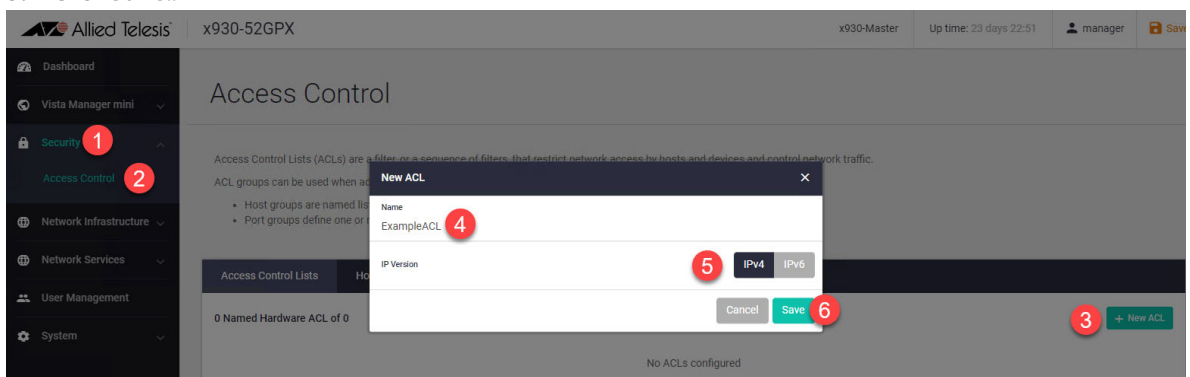 Allied Telesis
x930-52GPX
x930-Master
Up time: 23 days 22:51
manager
Save
Dashboard
Vista Manager mini
Security
1
Access Control
2
Network Infrastructure
Network Services
User Management
System
Access Control
Access Control Lists (ACLs) are a filter, or a sequence of filters, that restrict network access by hosts and devices and control network traffic.
ACL groups can be used when
Host groups are named
Port groups define one or
New ACL
×
Name
ExampleACL
4
IP Version
5
IPv4
IPv6
Cancel
Save
6
Access Control Lists
0 Named Hardware ACL of 0
3
+ New ACL
No ACLs configured